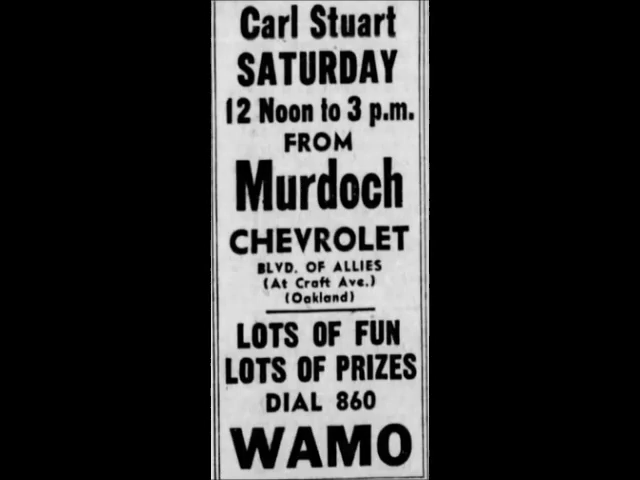 Carl Stuart
SATURDAY
12 Noon to 3 p.m.
FROM
Murdoch
CHEVROLET
BLVD. OF ALLIES
(At Craft Ave.)
(Oakland)
LOTS OF FUN
LOTS OF PRIZES
DIAL 860
WAMO